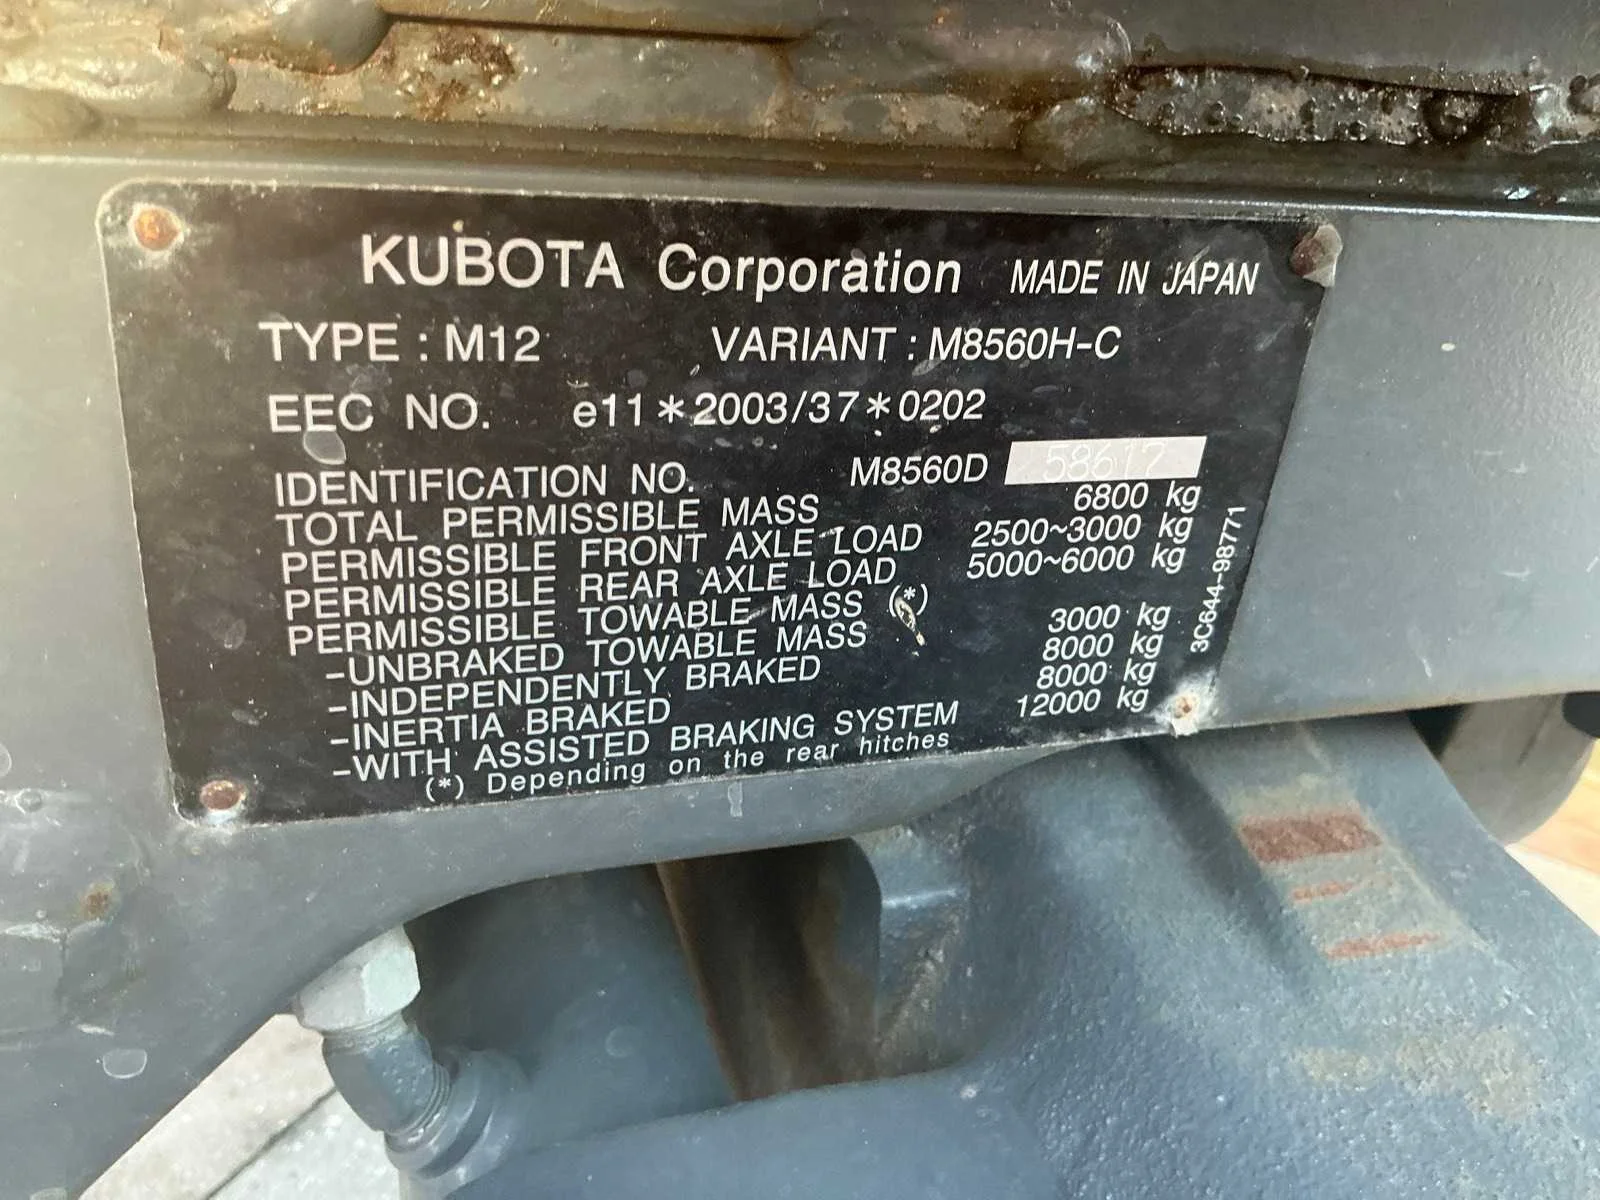 KUBOTA Corporation MADE IN JAPAN
TYPE : M12 VARIANT : M8560H-C
EEC NO. e11*2003/37*0202
IDENTIFICATION NO. M8560D 58617
TOTAL PERMISSIBLE MASS 6800 kg
PERMISSIBLE FRONT AXLE LOAD 2500~3000 kg
PERMISSIBLE REAR AXLE LOAD 5000~6000 kg
PERMISSIBLE TOWABLE MASS (*)
-UNBRAKED TOWABLE MASS 3000 kg
-INDEPENDENTLY BRAKED 8000 kg
-INERTIA BRAKED 8000 kg
-WITH ASSISTED BRAKING SYSTEM 12000 kg
(*) Depending on the rear hitches
3C644-98771